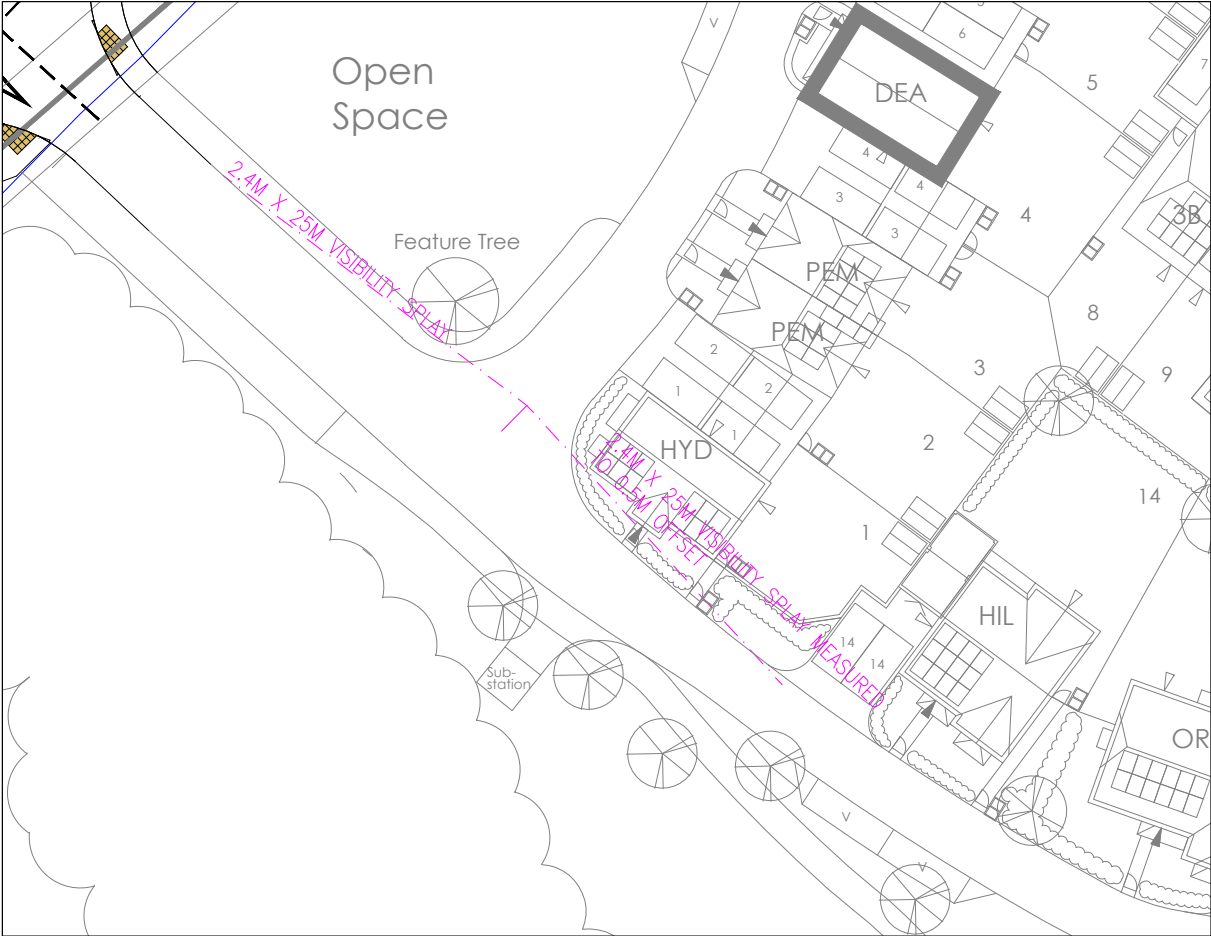 Open
Space
V
5
6
5
7
DEA
4
4
3
3
4
3B
2.4M X 25M VISIBILITY SPLAY
Feature Tree
PEM
PEM
8
3
9
2
2
1
1
HYD
2
14
2.4M X 25M VISIBILITY SPLAY MEASURED
TO 0.5M OFFSET
1
HIL
14
14
Sub-
station
OR
V
V